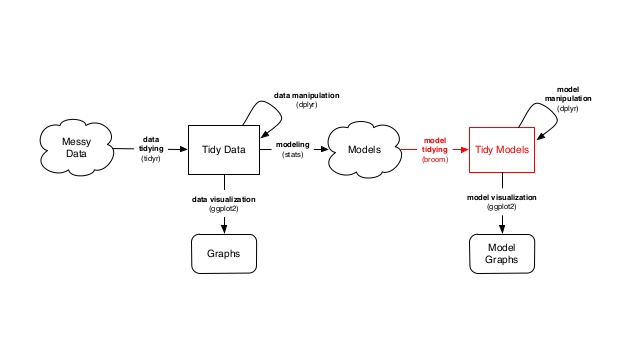 Messy
Data
data
tidying
(tidyr)
Tidy Data
data manipulation
(dplyr)
modeling
(stats)
data visualization
(ggplot2)
Graphs
Models
model
tidying
(broom)
Tidy Models
model
manipulation
(dplyr)
model visualization
(ggplot2)
Model
Graphs